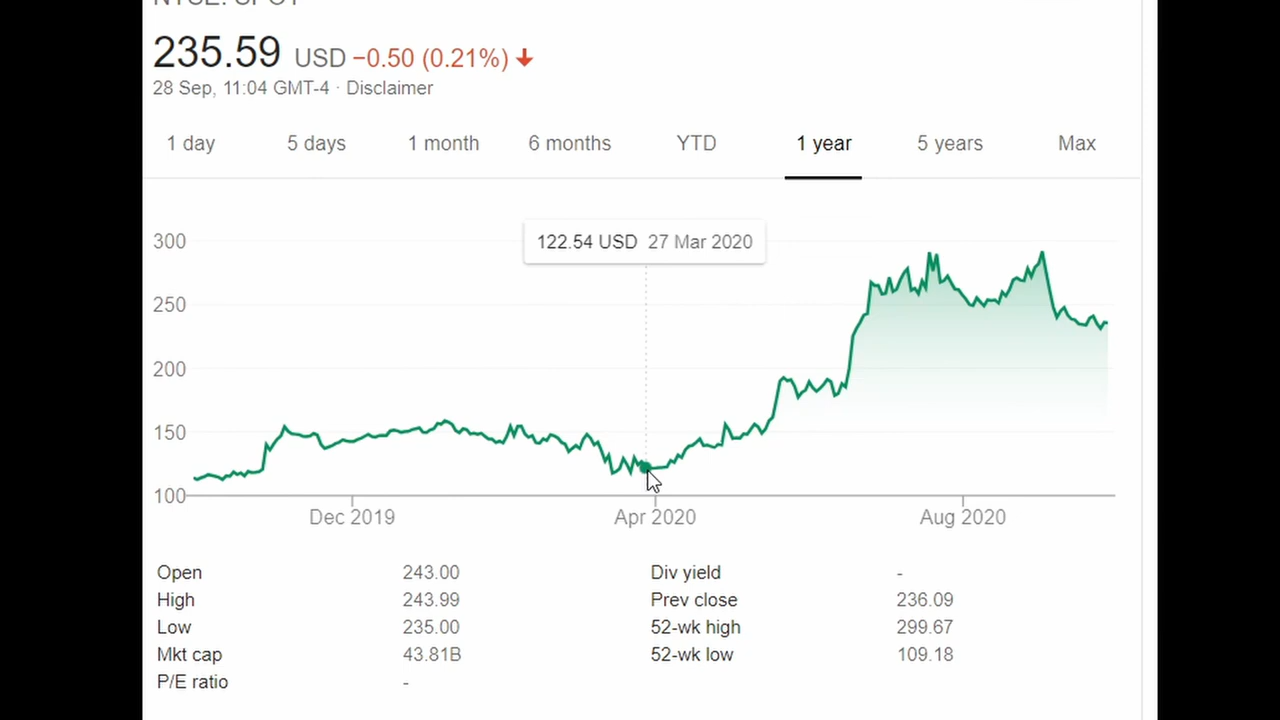 NYSE: SPOT
235.59 USD −0.50 (0.21%)
28 Sep, 11:04 GMT-4 · Disclaimer
1 day 5 days 1 month 6 months YTD 1 year 5 years Max
122.54 USD 27 Mar 2020
300
250
200
150
100
Dec 2019 Apr 2020 Aug 2020
Open 243.00 Div yield -
High 243.99 Prev close 236.09
Low 235.00 52-wk high 299.67
Mkt cap 43.81B 52-wk low 109.18
P/E ratio -